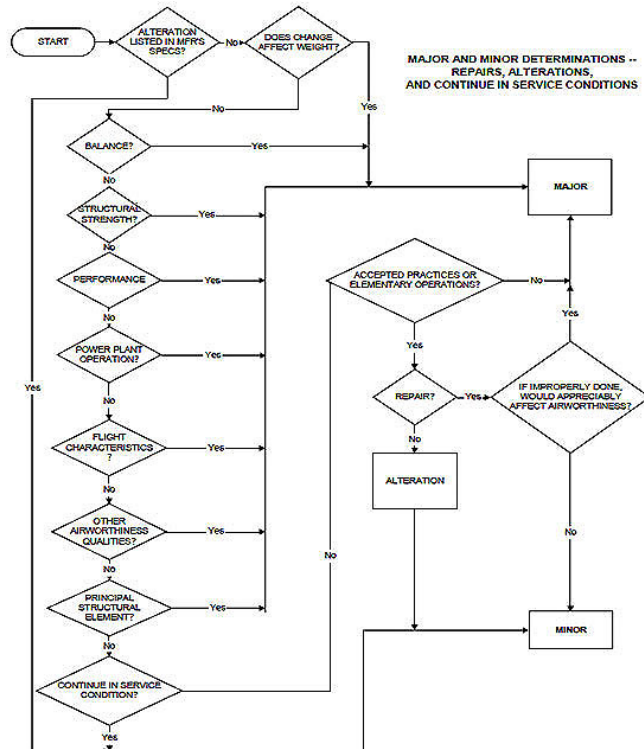 START
ALTERATION
LISTED IN MFR'S
SPECS?
No
DOES CHANGE
AFFECT WEIGHT?
MAJOR AND MINOR DETERMINATIONS --
REPAIRS, ALTERATIONS,
AND CONTINUE IN SERVICE CONDITIONS
No
Yes
BALANCE?
Yes
No
MAJOR
STRUCTURAL
STRENGTH?
Yes
No
ACCEPTED PRACTICES OR
ELEMENTARY OPERATIONS?
No
PERFORMANCE
Yes
No
Yes
Yes
POWER PLANT
OPERATION?
Yes
Yes
No
REPAIR?
Yes
IF IMPROPERLY DONE,
WOULD APPRECIABLY
AFFECT AIRWORTHINESS?
FLIGHT
CHARACTERISTICS
?
Yes
No
No
ALTERATION
OTHER
AIRWORTHINESS
QUALITIES?
Yes
No
No
No
PRINCIPAL
STRUCTURAL
ELEMENT?
Yes
No
MINOR
CONTINUE IN SERVICE
CONDITION?
Yes